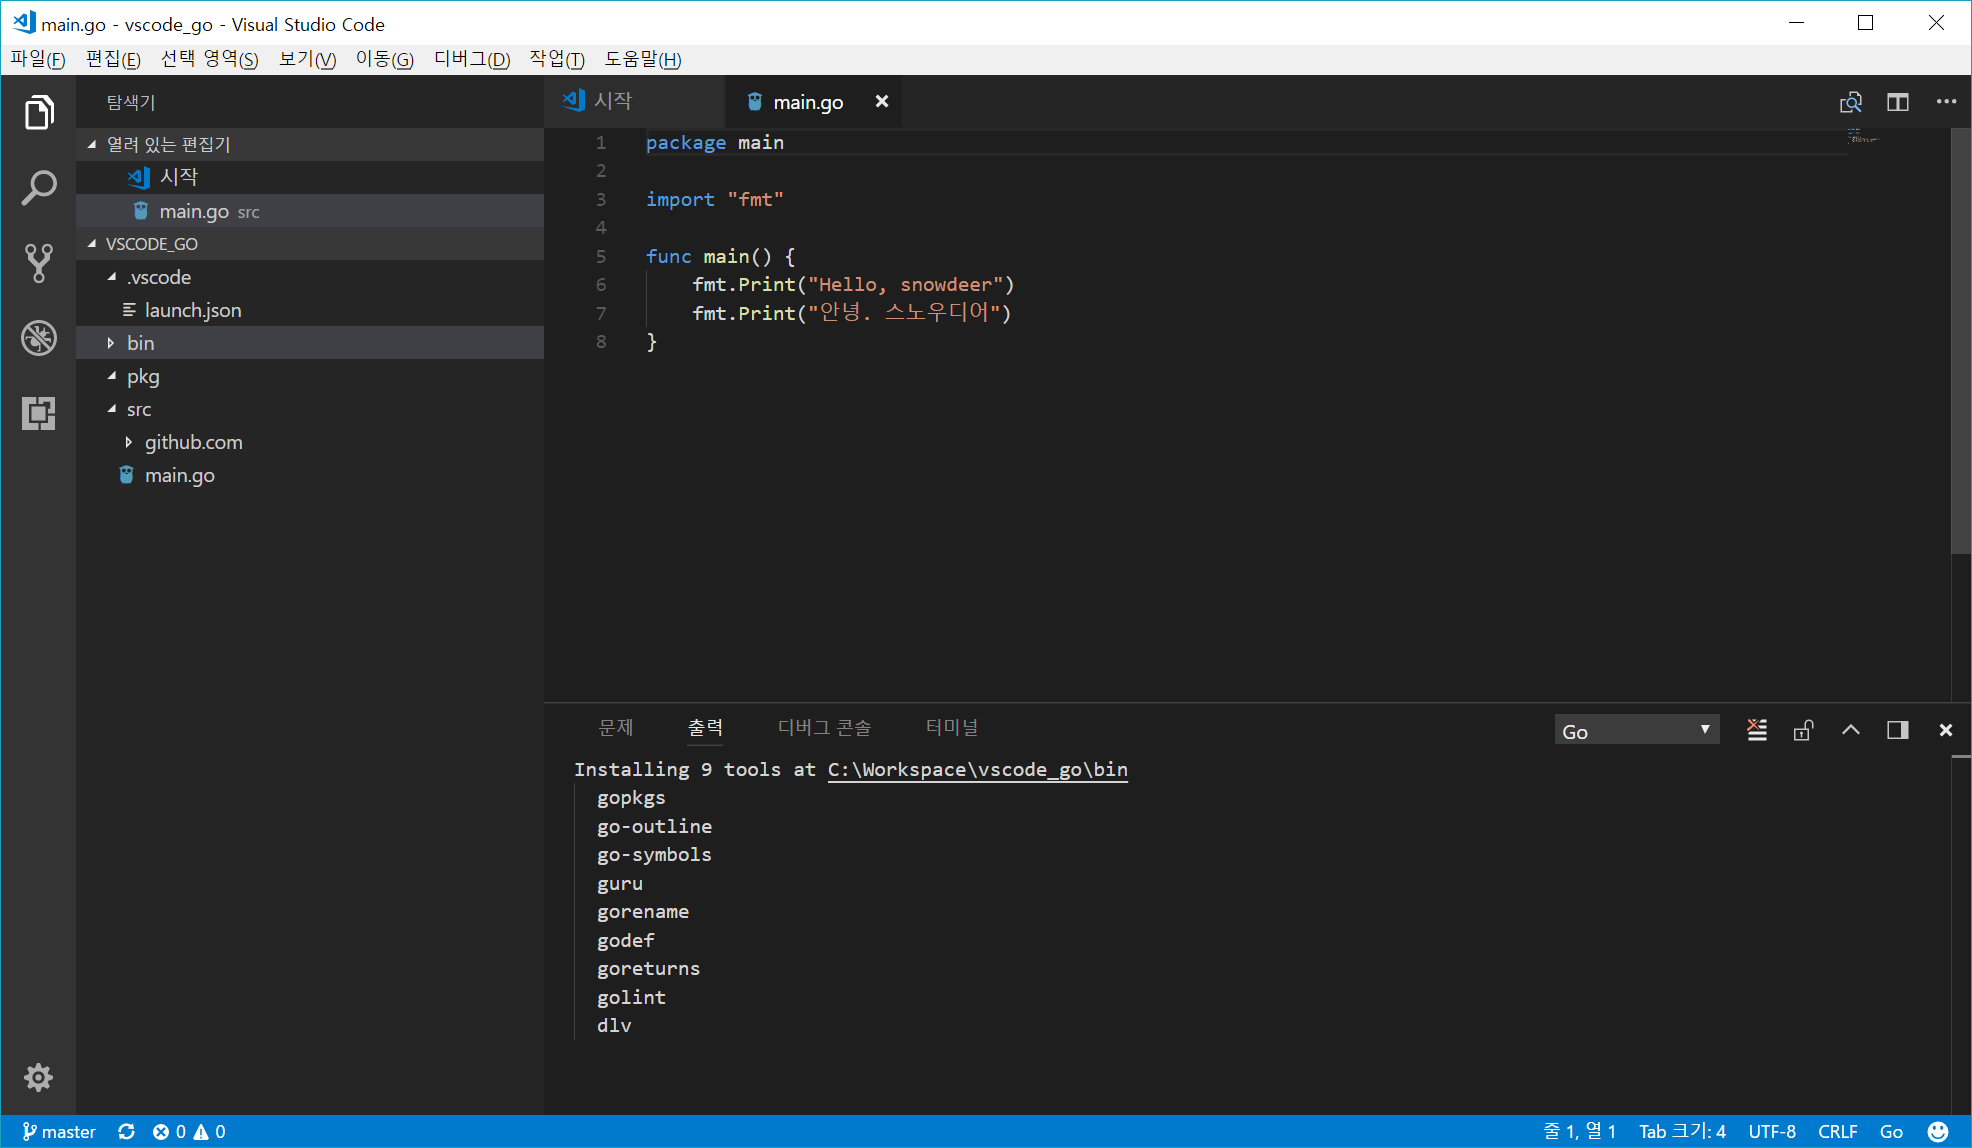 main.go - vscode_go - Visual Studio Code
파일(F) 편집(E) 선택 영역(S) 보기(V) 이동(G) 디버그(D) 작업(T) 도움말(H)
탐색기
열려 있는 편집기
시작
main.go src
VSCODE_GO
.vscode
launch.json
bin
pkg
src
github.com
main.go
시작 main.go
1 package main
2
3 import "fmt"
4
5 func main() {
6 fmt.Print("Hello, snowdeer")
7 fmt.Print("안녕. 스노우디어")
8 }
문제 출력 디버그 콘솔 터미널 Go
Installing 9 tools at C:\Workspace\vscode_go\bin
gopkgs
go-outline
go-symbols
guru
gorename
godef
goreturns
golint
dlv
master 0 0 줄 1, 열 1 Tab 크기: 4 UTF-8 CRLF Go